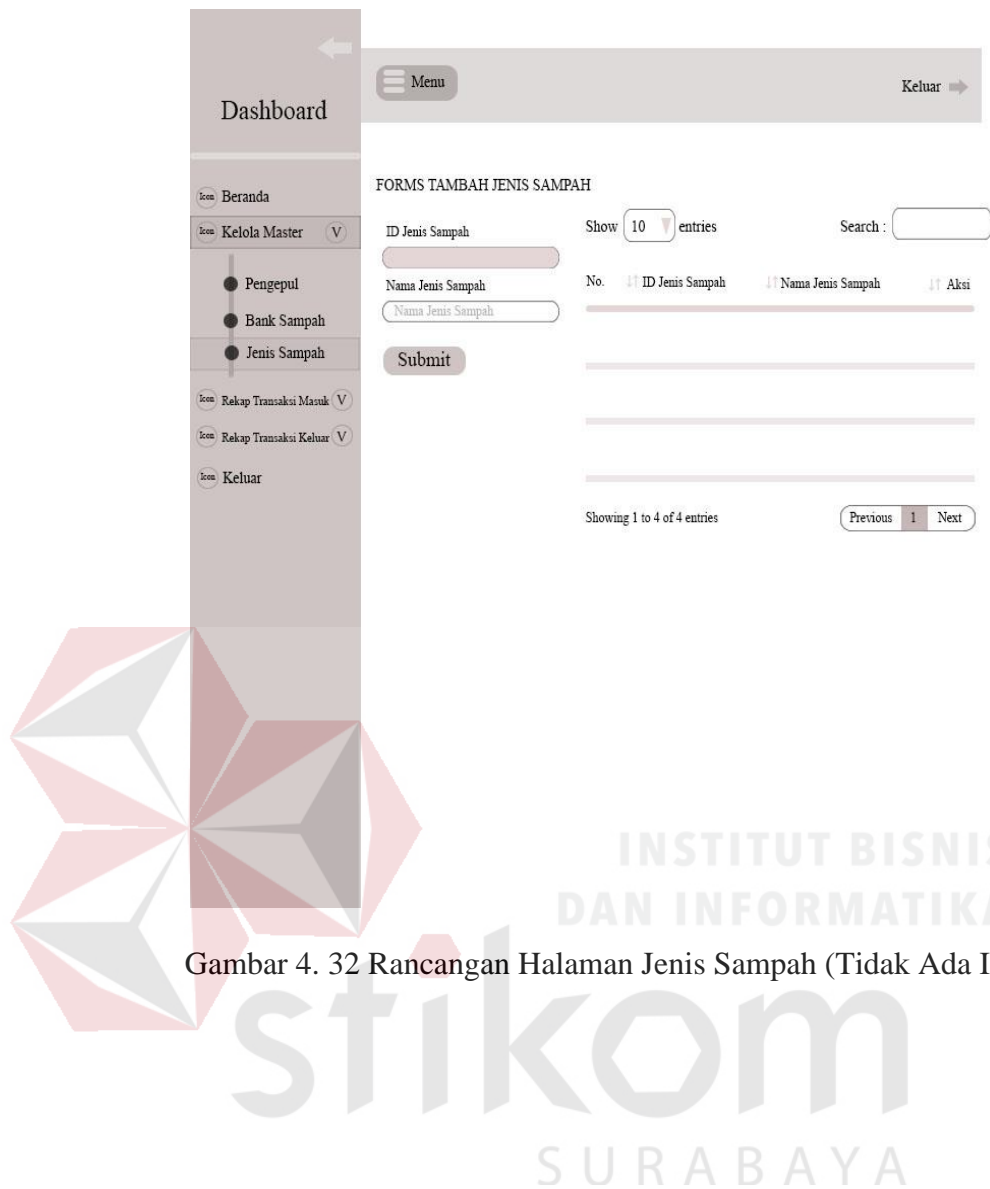 Dashboard
Icon Beranda
Icon Kelola Master V
Pengepul
Bank Sampah
Jenis Sampah
Icon Rekap Transaksi Masuk V
Icon Rekap Transaksi Keluar V
Icon Keluar
Menu
Keluar
FORMS TAMBAH JENIS SAMPAH
ID Jenis Sampah
Nama Jenis Sampah
Nama Jenis Sampah
Submit
Show 10 entries
Search :
No. ID Jenis Sampah Nama Jenis Sampah Aksi
Showing 1 to 4 of 4 entries
Previous 1 Next
INSTITUT BISNIS
DAN INFORMATIKA
Gambar 4. 32 Rancangan Halaman Jenis Sampah (Tidak Ada I
stikom
SURABAYA